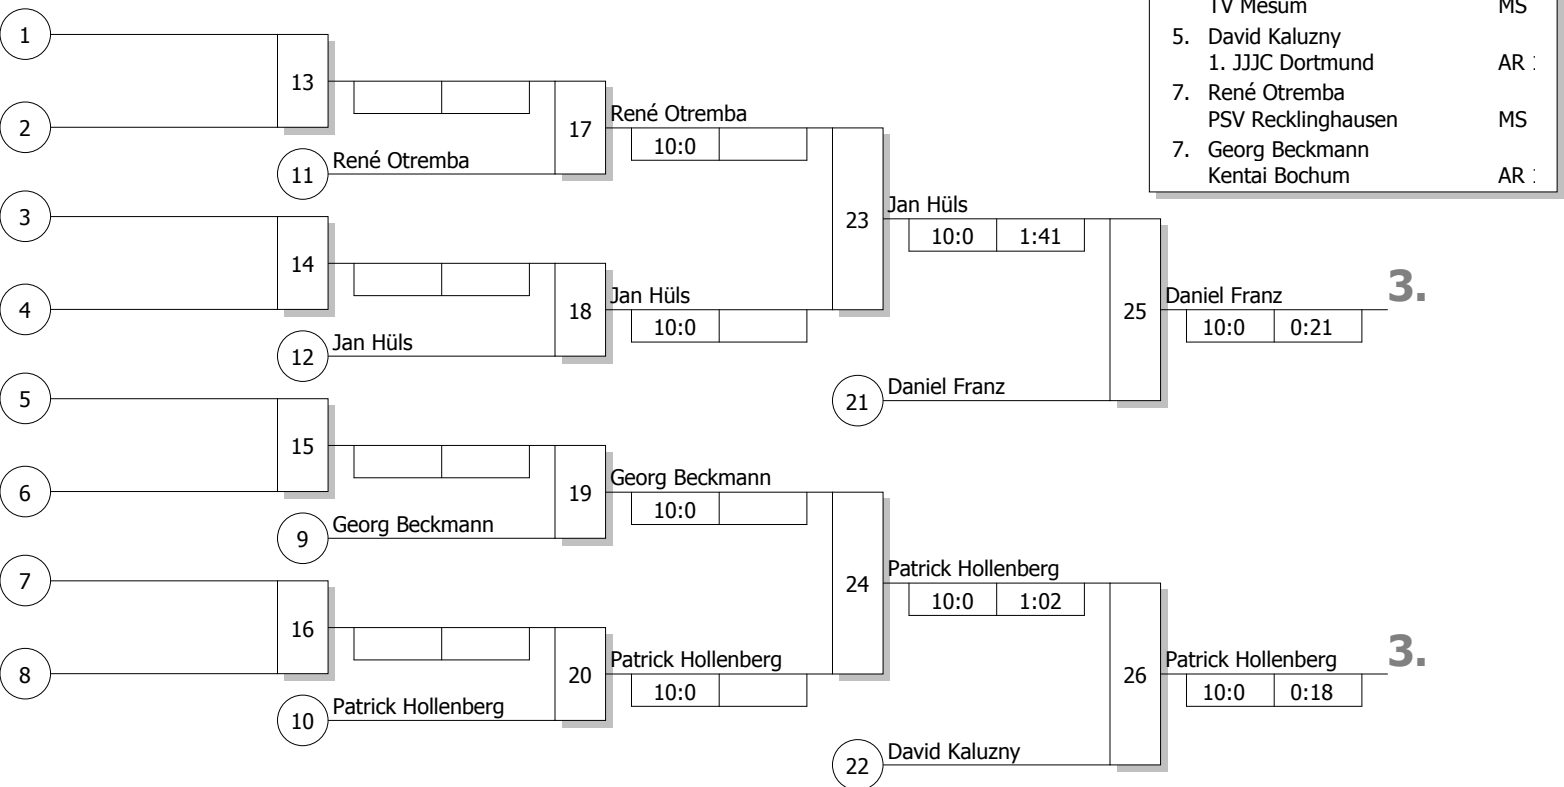 TV Mesum MS
5. David Kaluzny
1. JJJC Dortmund AR
7. René Otremba
PSV Recklinghausen MS
7. Georg Beckmann
Kentai Bochum AR
1
13
2
17
René Otremba
10:0
11
René Otremba
3
14
4
18
Jan Hüls
10:0
12
Jan Hüls
23
Jan Hüls
10:0 1:41
25
Daniel Franz
10:0 0:21
3.
21
Daniel Franz
5
15
6
19
Georg Beckmann
10:0
9
Georg Beckmann
7
16
8
20
Patrick Hollenberg
10:0
10
Patrick Hollenberg
24
Patrick Hollenberg
10:0 1:02
26
Patrick Hollenberg
10:0 0:18
3.
22
David Kaluzny